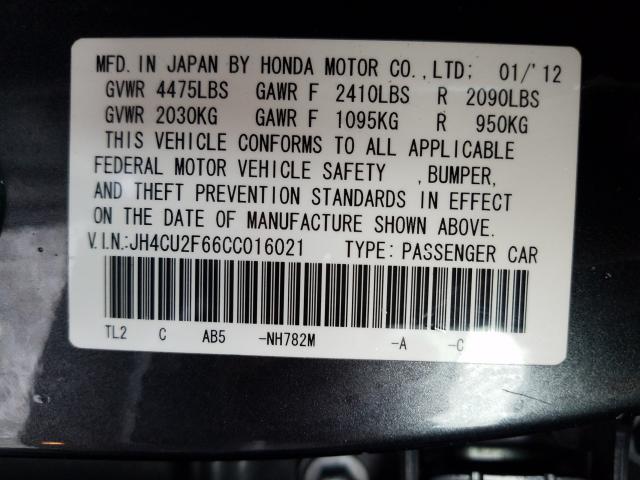 MFD. IN JAPAN BY HONDA MOTOR CO.,LTD; 01/'12
GVWR 4475LBS GAWR F 2410LBS R 2090LBS
GVWR 2030KG GAWR F 1095KG R 950KG
THIS VEHICLE CONFORMS TO ALL APPLICABLE
FEDERAL MOTOR VEHICLE SAFETY ,BUMPER,
AND THEFT PREVENTION STANDARDS IN EFFECT
ON THE DATE OF MANUFACTURE SHOWN ABOVE.
V.I.N.:JH4CU2F66CC016021 TYPE: PASSENGER CAR
TL2 C AB5 -NH782M -A -C